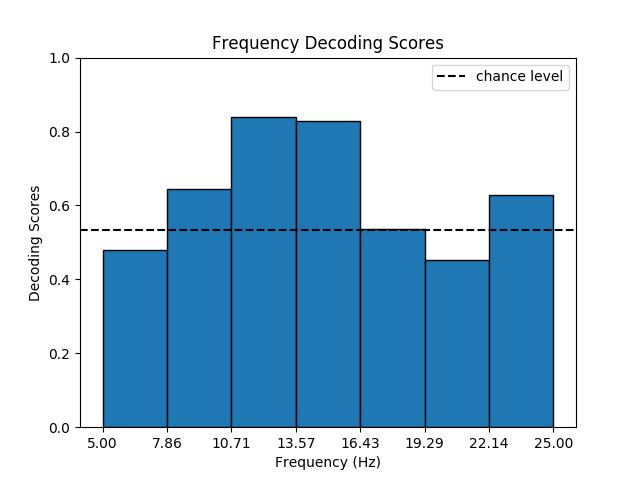 Frequency Decoding Scores
chance level
Decoding Scores
1.0
0.8
0.6
0.4
0.2
0.0
5.00 7.86 10.71 13.57 16.43 19.29 22.14 25.00
Frequency (Hz)